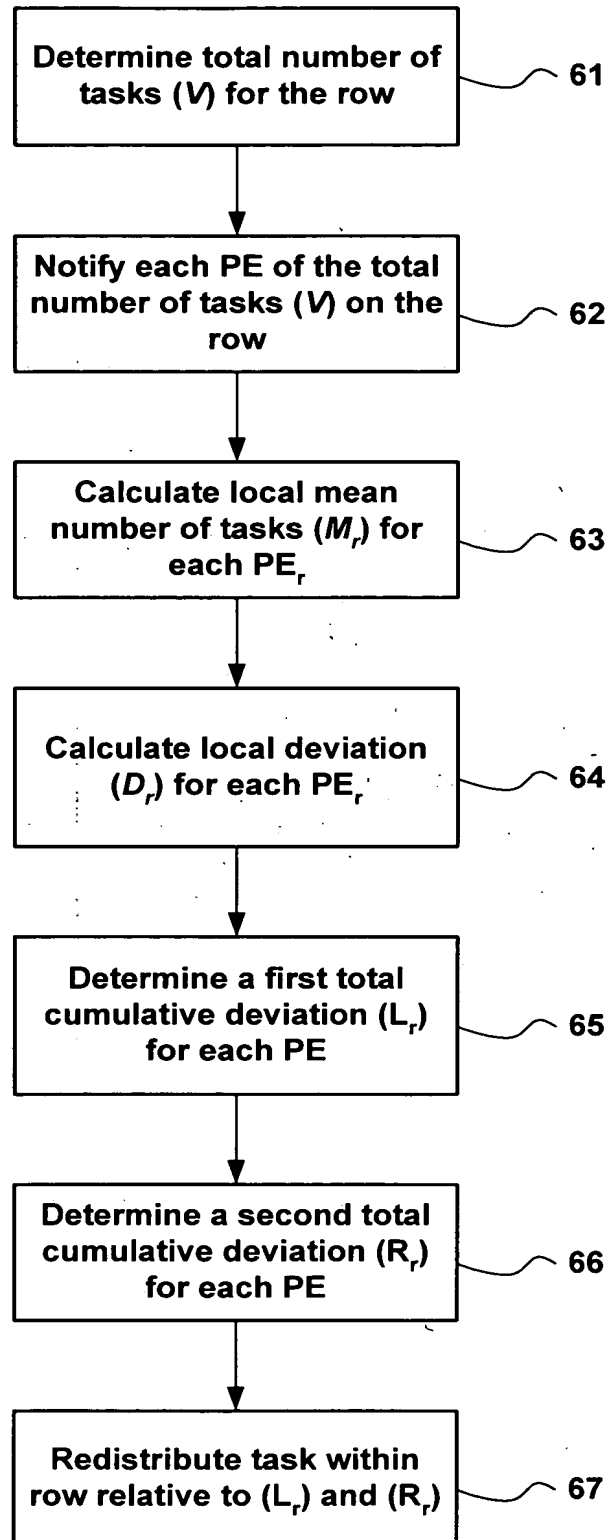 Determine total number of
tasks (V) for the row
61
Notify each PE of the total
number of tasks (V) on the
row
62
Calculate local mean
number of tasks (Mr) for
each PEr
63
Calculate local deviation
(Dr) for each PEr
64
Determine a first total
cumulative deviation (Lr)
for each PE
65
Determine a second total
cumulative deviation (Rr)
for each PE
66
Redistribute task within
row relative to (Lr) and (Rr)
67